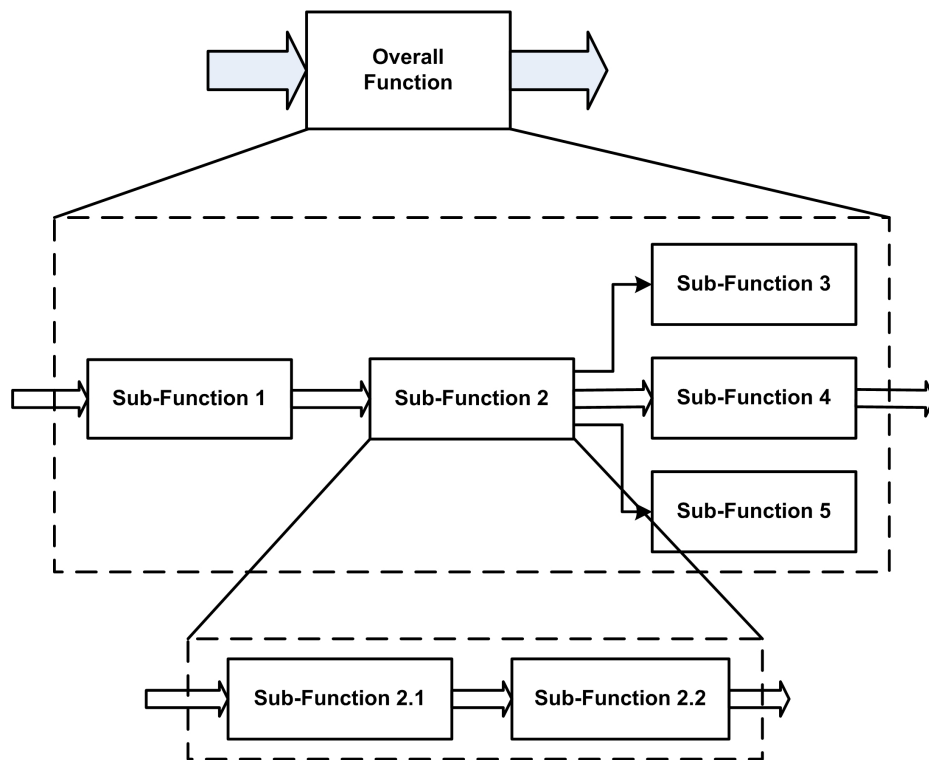 Overall
Function
Sub-Function 3
Sub-Function 1
Sub-Function 2
Sub-Function 4
Sub-Function 5
Sub-Function 2.1
Sub-Function 2.2